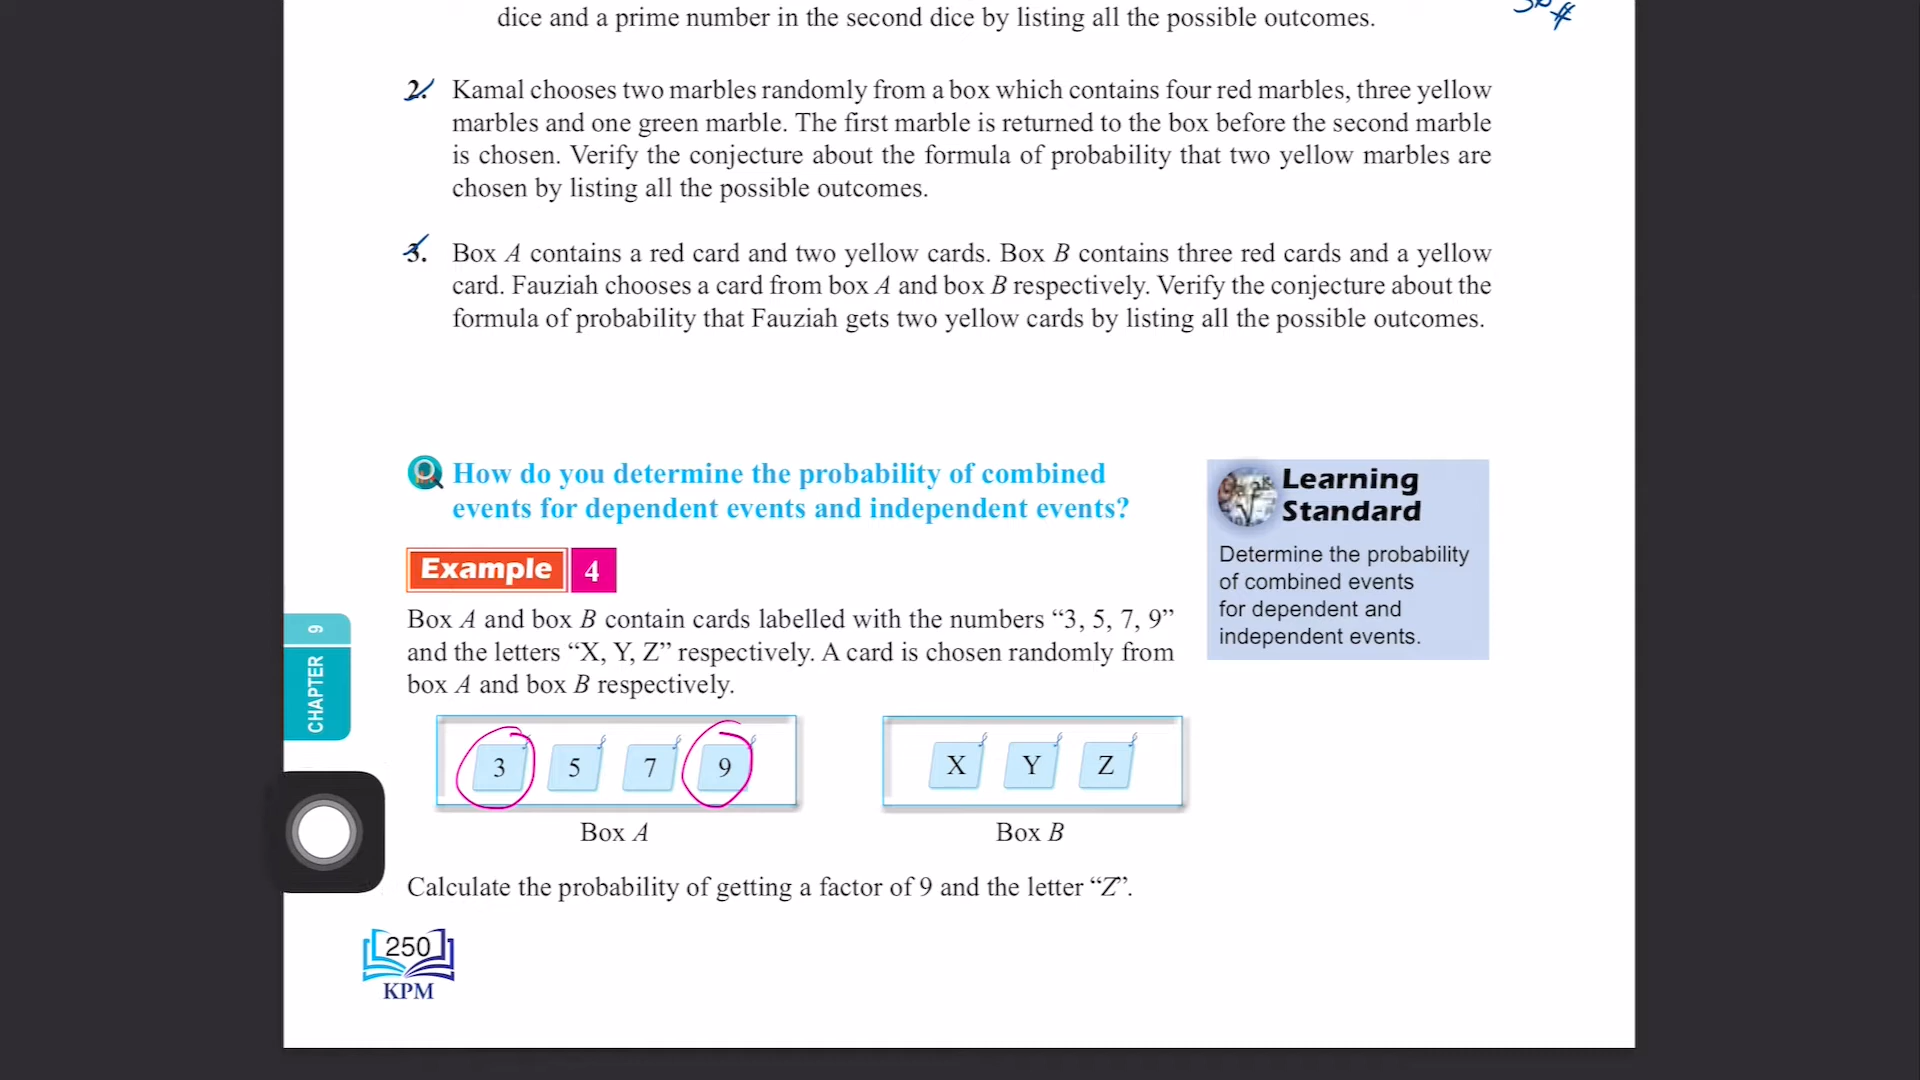 dice and a prime number in the second dice by listing all the possible outcomes.
2. Kamal chooses two marbles randomly from a box which contains four red marbles, three yellow
marbles and one green marble. The first marble is returned to the box before the second marble
is chosen. Verify the conjecture about the formula of probability that two yellow marbles are
chosen by listing all the possible outcomes.
3. Box A contains a red card and two yellow cards. Box B contains three red cards and a yellow
card. Fauziah chooses a card from box A and box B respectively. Verify the conjecture about the
formula of probability that Fauziah gets two yellow cards by listing all the possible outcomes.
How do you determine the probability of combined
events for dependent events and independent events?
Learning
Standard
Determine the probability
of combined events
for dependent and
independent events.
Example 4
Box A and box B contain cards labelled with the numbers “3, 5, 7, 9”
and the letters “X, Y, Z” respectively. A card is chosen randomly from
box A and box B respectively.
CHAPTER 9
3 5 7 9
X Y Z
Box A
Box B
Calculate the probability of getting a factor of 9 and the letter “Z”.
250
KPM